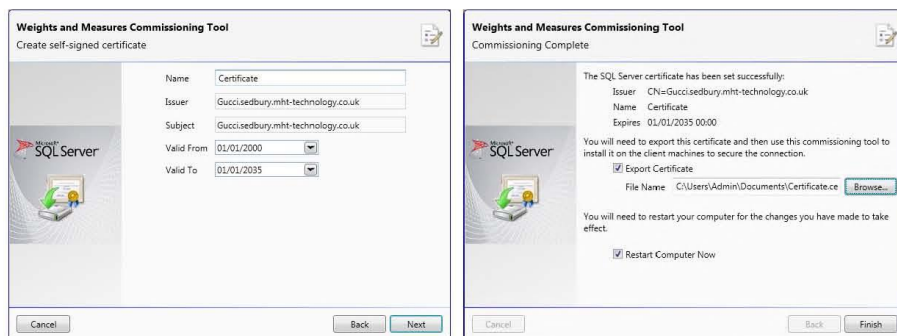 Weights and Measures Commissioning Tool
Create self-signed certificate
Name Certificate
Issuer Gucci.sedbury.mht-technology.co.uk
Subject Gucci.sedbury.mht-technology.co.uk
Valid From 01/01/2000
Valid To 01/01/2035
Microsoft
SQL Server
Cancel Back Next
Weights and Measures Commissioning Tool
Commissioning Complete
The SQL Server certificate has been set successfully:
Issuer CN=Gucci.sedbury.mht-technology.co.uk
Name Certificate
Expires 01/01/2035 00:00
You will need to export this certificate and then use this commissioning tool to
install it on the client machines to secure the connection.
Export Certificate
File Name C:\Users\Admin\Documents\Certificate.ce Browse...
You will need to restart your computer for the changes you have made to take
effect.
Restart Computer Now
Microsoft
SQL Server
Cancel Back Finish